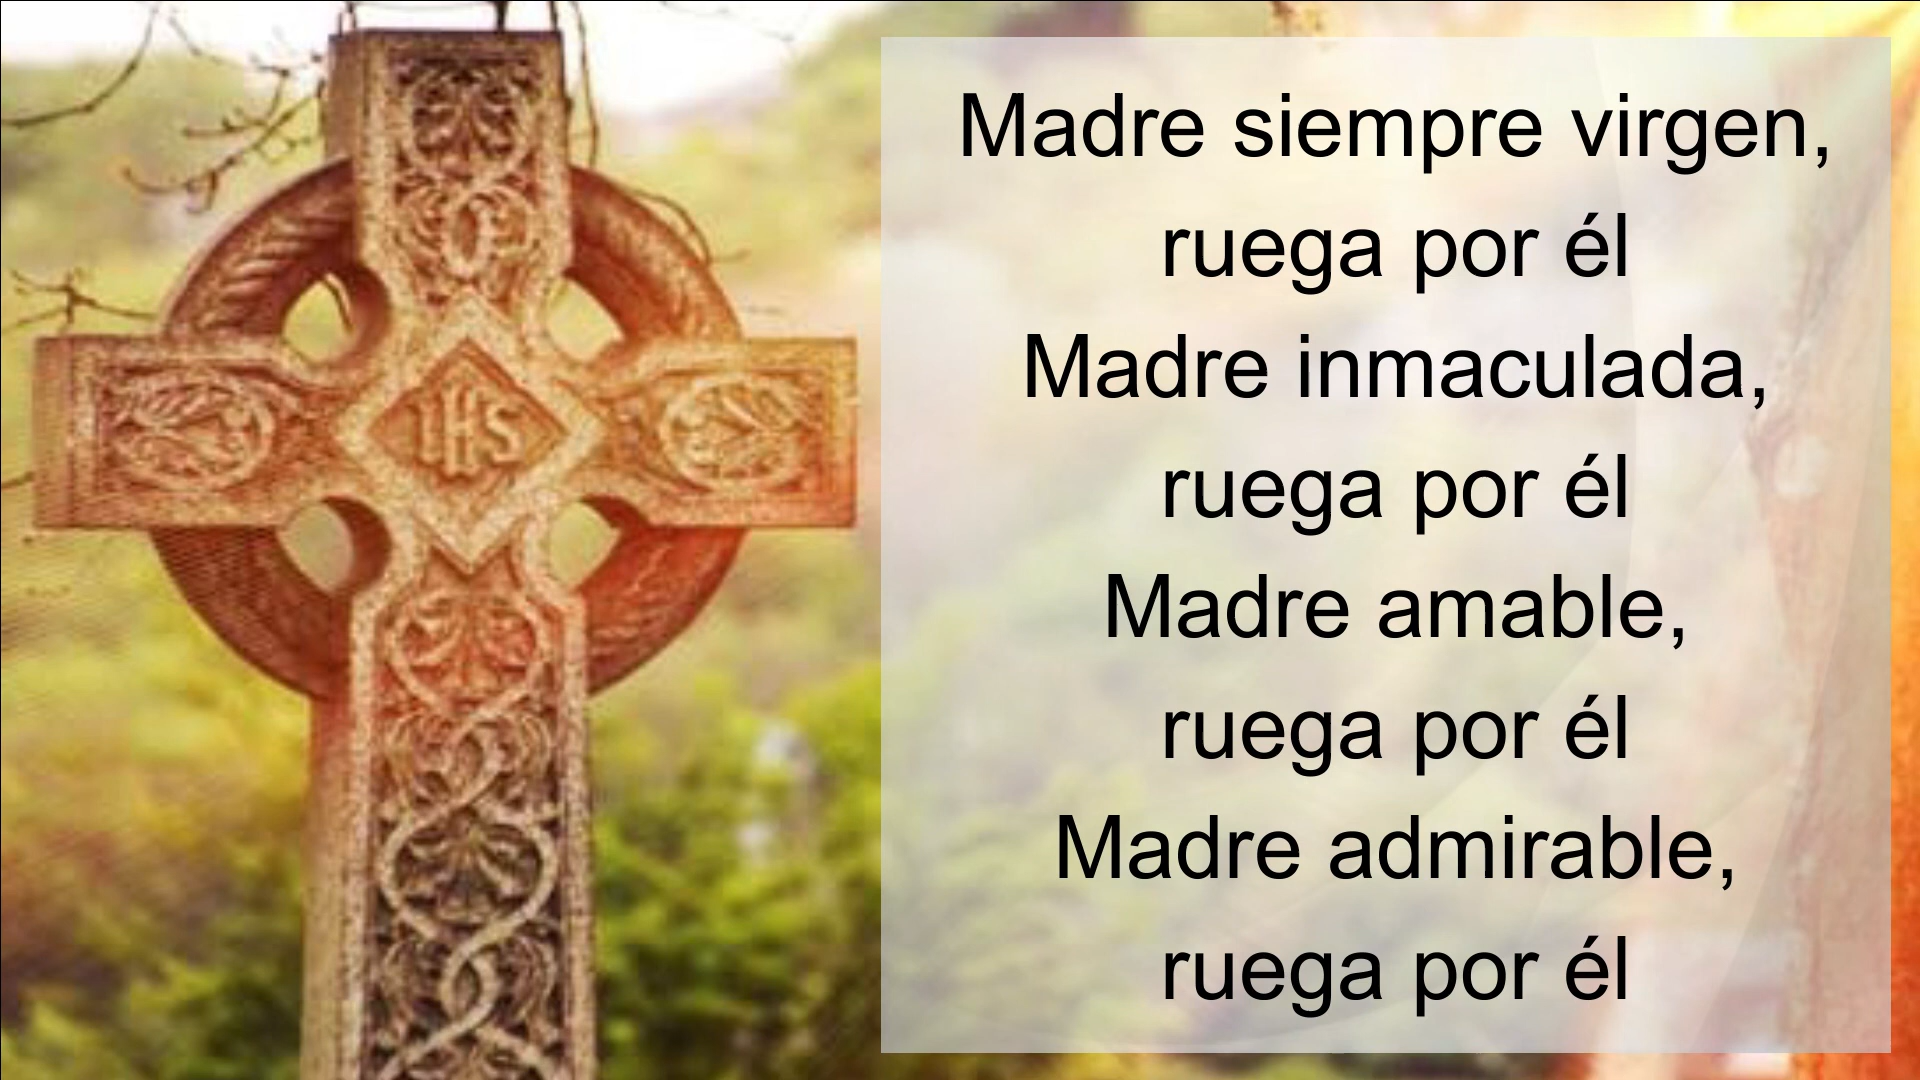 IHS
Madre siempre virgen,
ruega por él
Madre inmaculada,
ruega por él
Madre amable,
ruega por él
Madre admirable,
ruega por él